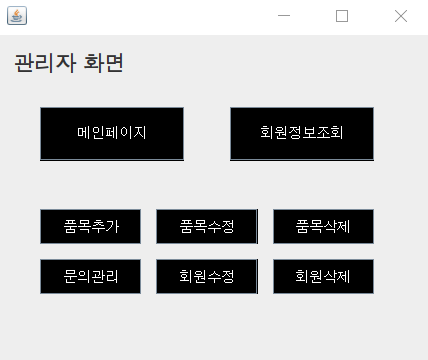 관리자 화면
메인페이지 회원정보조회
품목추가 품목수정 품목삭제
문의관리 회원수정 회원삭제